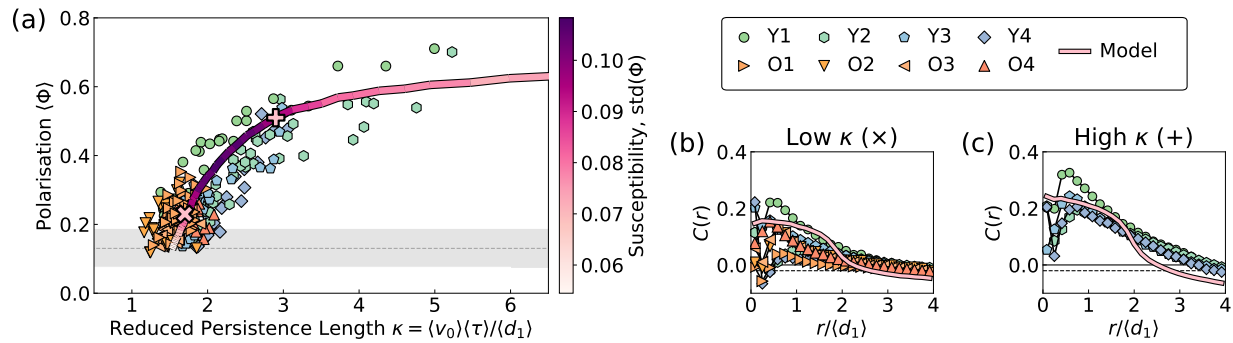 (a)
0.8
0.6
0.4
0.2
0.0
Polarisation ⟨Φ⟩
1 2 3 4 5 6
Reduced Persistence Length κ = ⟨v₀⟩⟨τ⟩/⟨d₁⟩
0.10
0.09
0.08
0.07
0.06
Susceptibility, std(Φ)
Y1 Y2 Y3 Y4 Model
O1 O2 O3 O4
(b)
Low κ (×)
0.4
0.2
0.0
C(r)
0 1 2 3 4
r/⟨d₁⟩
(c)
High κ (+)
0.4
0.2
0.0
C(r)
0 1 2 3 4
r/⟨d₁⟩